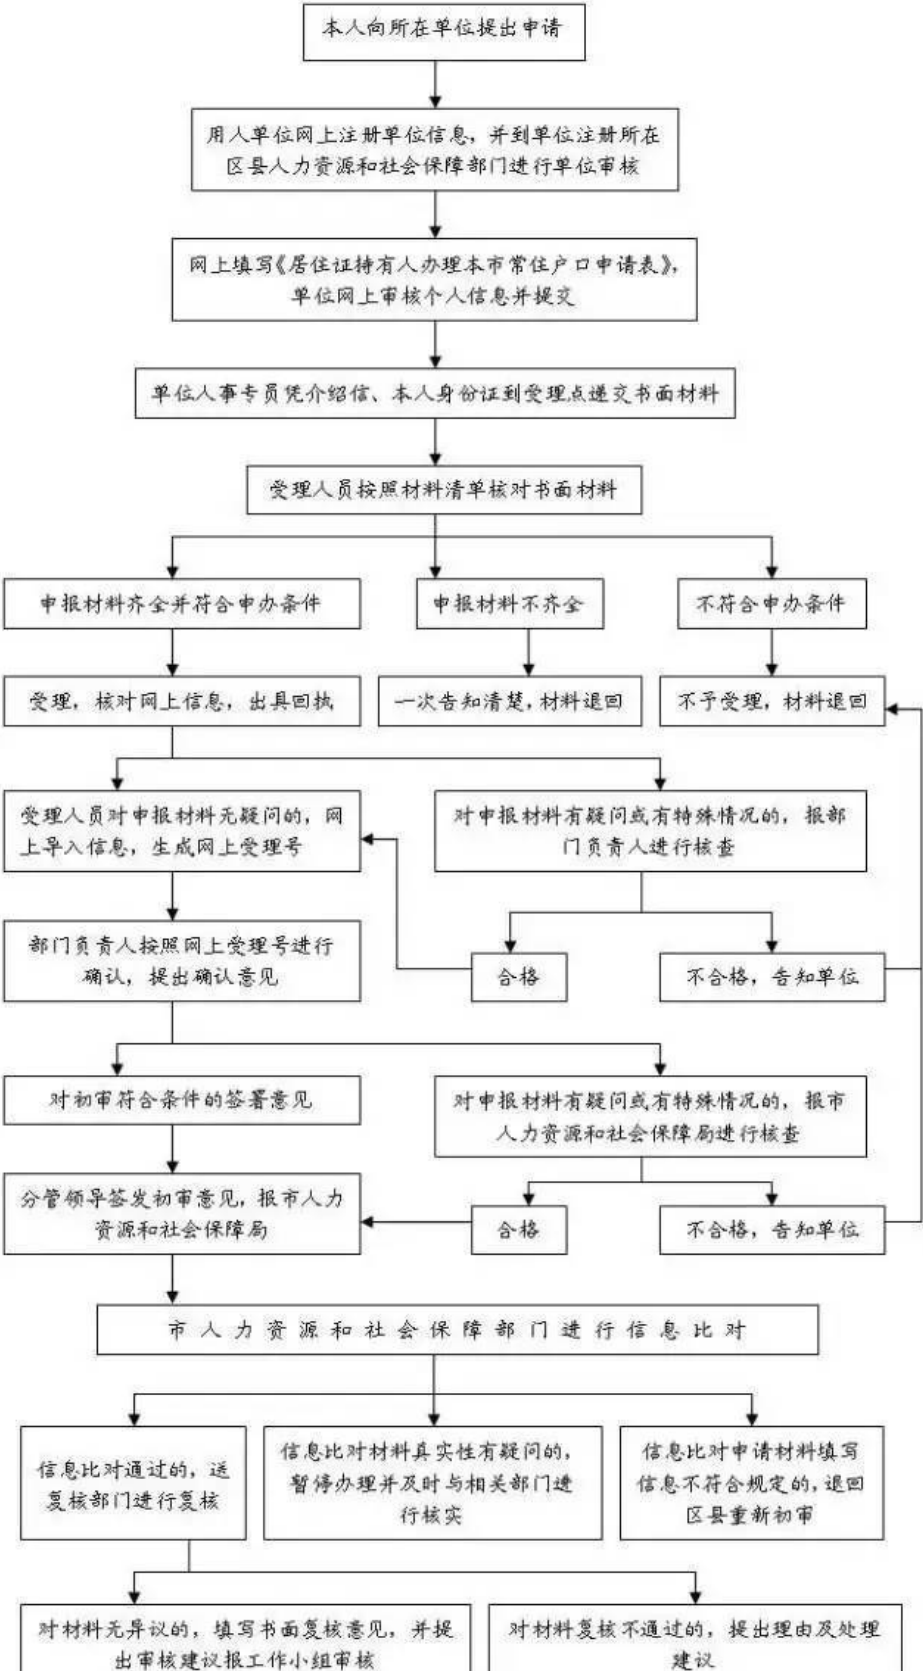 本人向所在单位提出申请
用人单位网上注册单位信息，并到单位注册所在
区县人力资源和社会保障部门进行单位审核
网上填写《居住证持有人办理本市常住户口申请表》，
单位网上审核个人信息并提交
单位人事专员凭介绍信、本人身份证到受理点递交书面材料
受理人员按照材料清单核对书面材料
申报材料齐全并符合申办条件
申报材料不齐全
不符合申办条件
受理，核对网上信息，出具回执
一次告知清楚，材料退回
不予受理，材料退回
受理人员对申报材料无疑问的，网
上导入信息，生成网上受理号
对申报材料有疑问或有特殊情况的，报部
门负责人进行核查
部门负责人按照网上受理号进行
确认，提出确认意见
合格
不合格，告知单位
对初审符合条件的签署意见
对申报材料有疑问或有特殊情况的，报市
人力资源和社会保障局进行核查
分管领导签发初审意见，报市人力
资源和社会保障局
合格
不合格，告知单位
市人力资源和社会保障部门进行信息比对
信息比对通过的，送
复核部门进行复核
信息比对材料真实性有疑问的，
暂停办理并及时与相关部门进
行核实
信息比对申请材料填写
信息不符合规定的，退回
区县重新初审
对材料无异议的，填写书面复核意见，并提
出审核建议报工作小组审核
对材料复核不通过的，提出理由及处理
建议